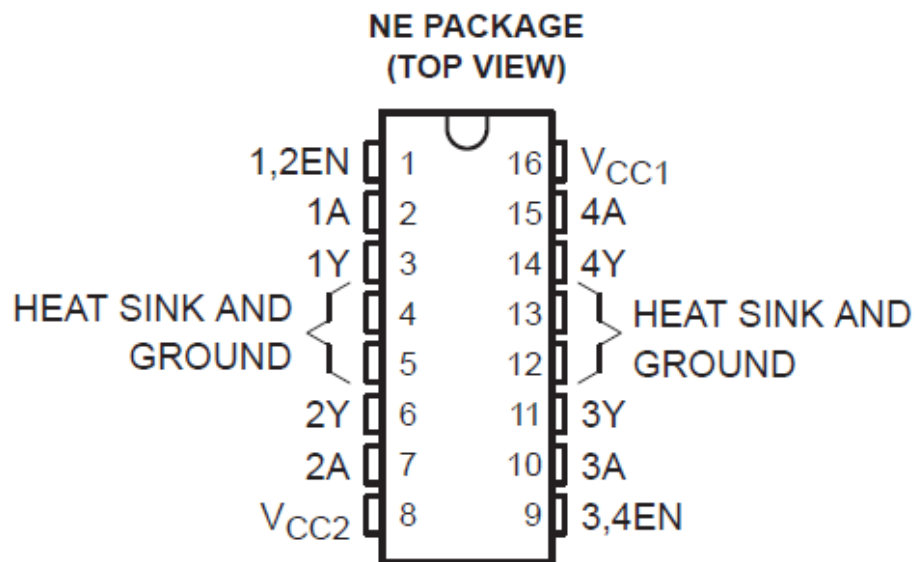 NE PACKAGE
(TOP VIEW)
1,2EN 1 16 VCC1
1A 2 15 4A
1Y 3 14 4Y
HEAT SINK AND 4 13 HEAT SINK AND
GROUND 5 12 GROUND
2Y 6 11 3Y
2A 7 10 3A
VCC2 8 9 3,4EN